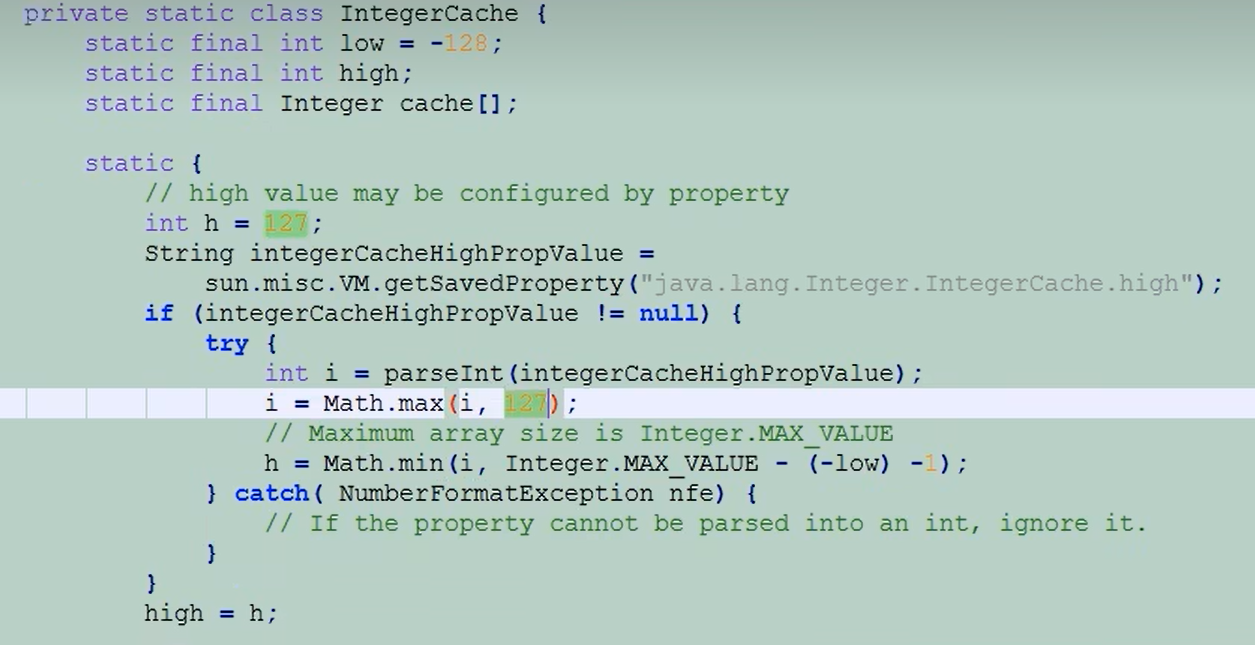 private static class IntegerCache {
    static final int low = -128;
    static final int high;
    static final Integer cache[];

    static {
        // high value may be configured by property
        int h = 127;
        String integerCacheHighPropValue =
            sun.misc.VM.getSavedProperty("java.lang.Integer.IntegerCache.high");
        if (integerCacheHighPropValue != null) {
            try {
                int i = parseInt(integerCacheHighPropValue);
                i = Math.max(i, 127);
                // Maximum array size is Integer.MAX_VALUE
                h = Math.min(i, Integer.MAX_VALUE - (-low) -1);
            } catch( NumberFormatException nfe) {
                // If the property cannot be parsed into an int, ignore it.
            }
        }
        high = h;